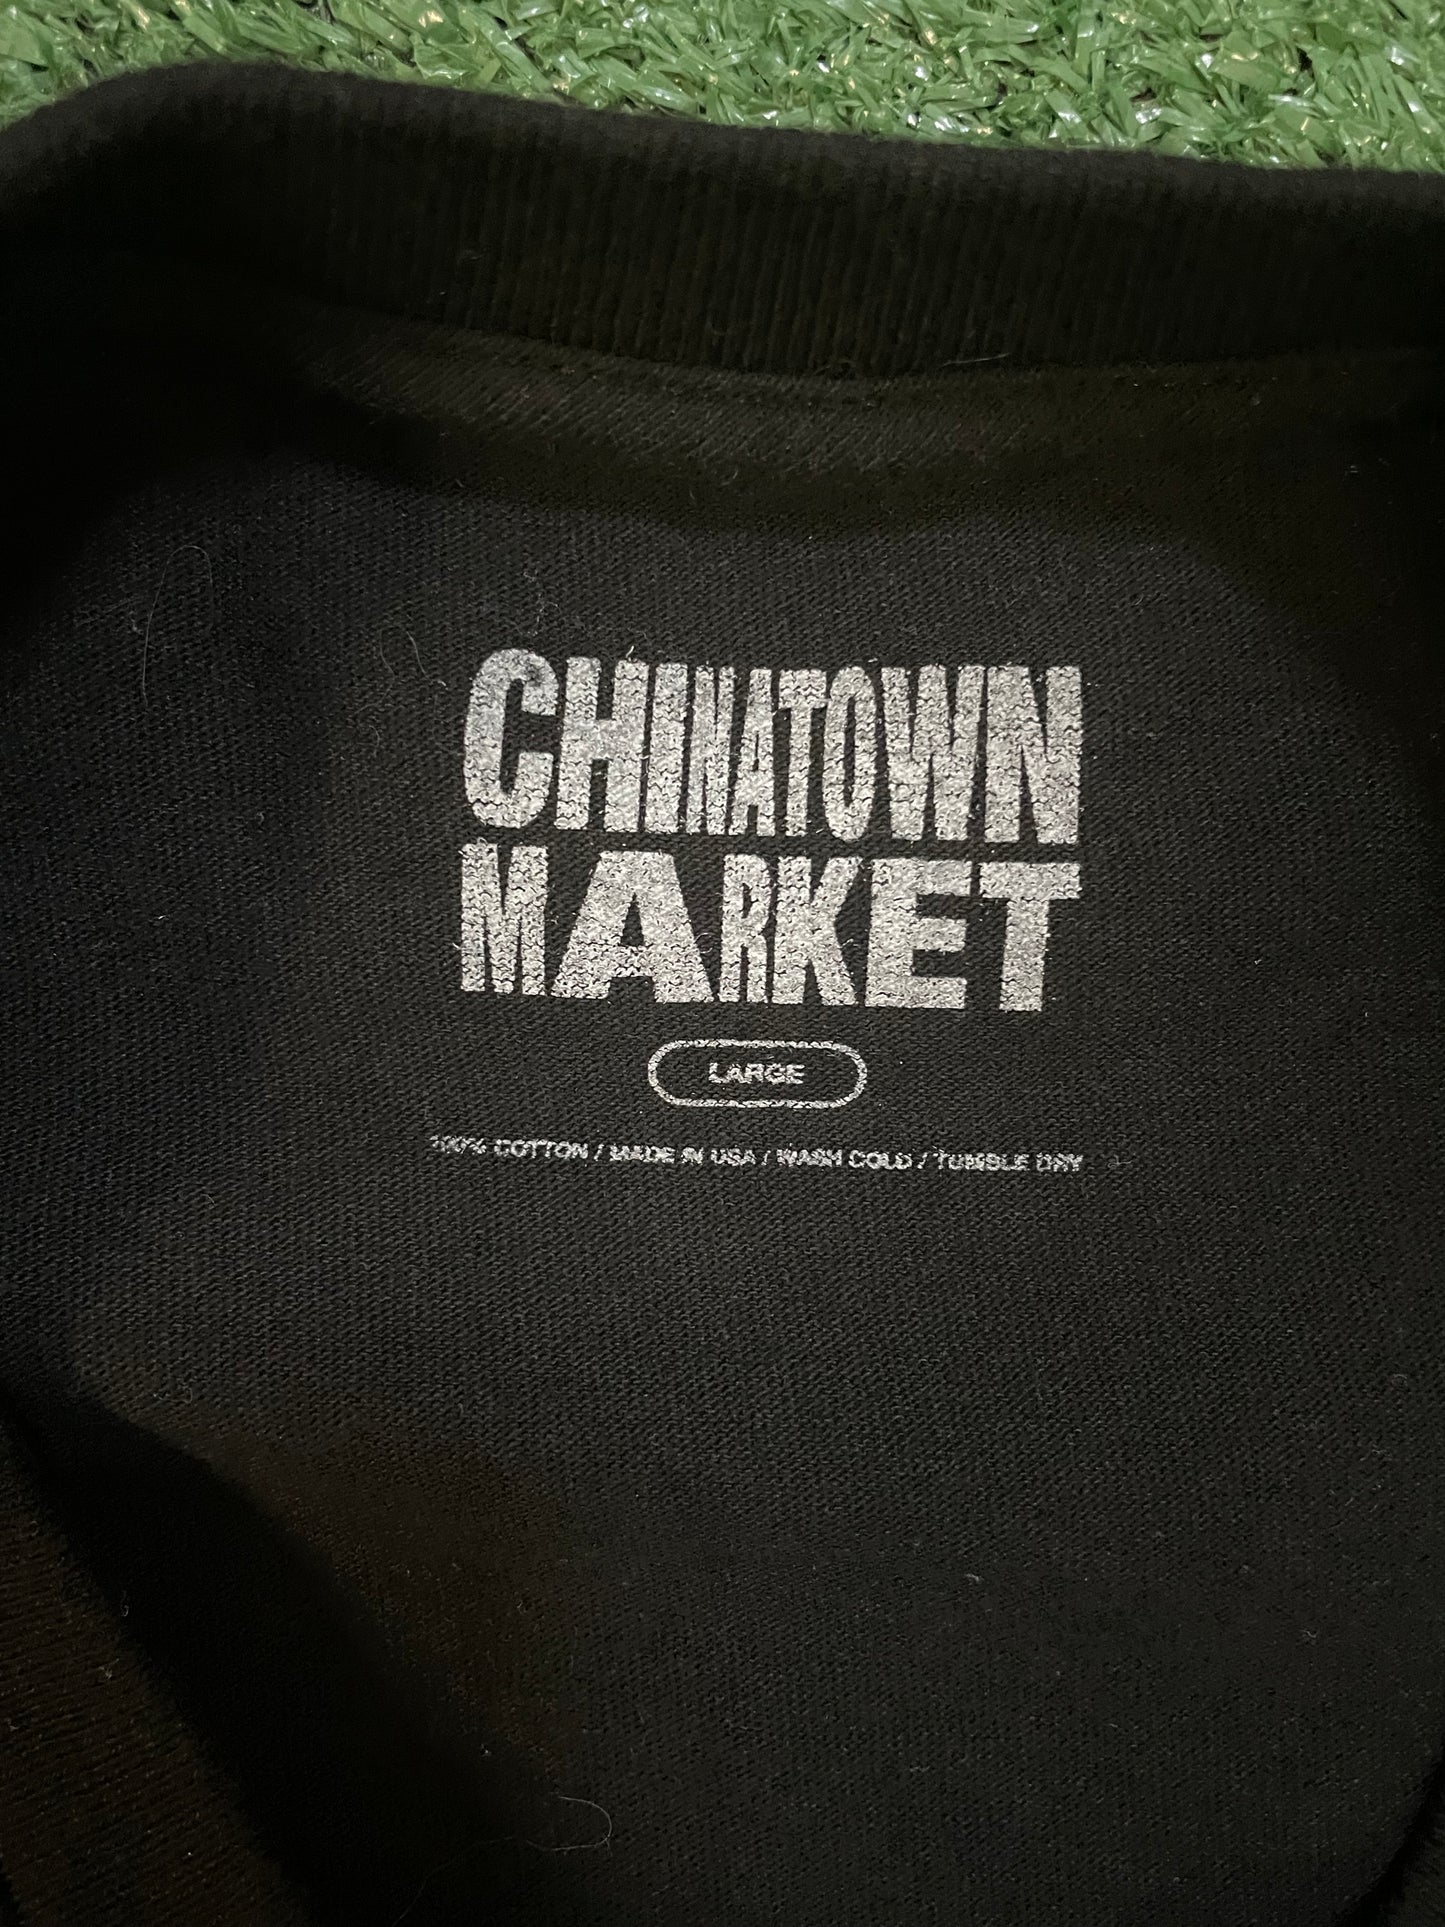 CHINATOWN
MARKET
LARGE
100% COTTON / MADE IN USA / WASH COLD / TUMBLE DRY